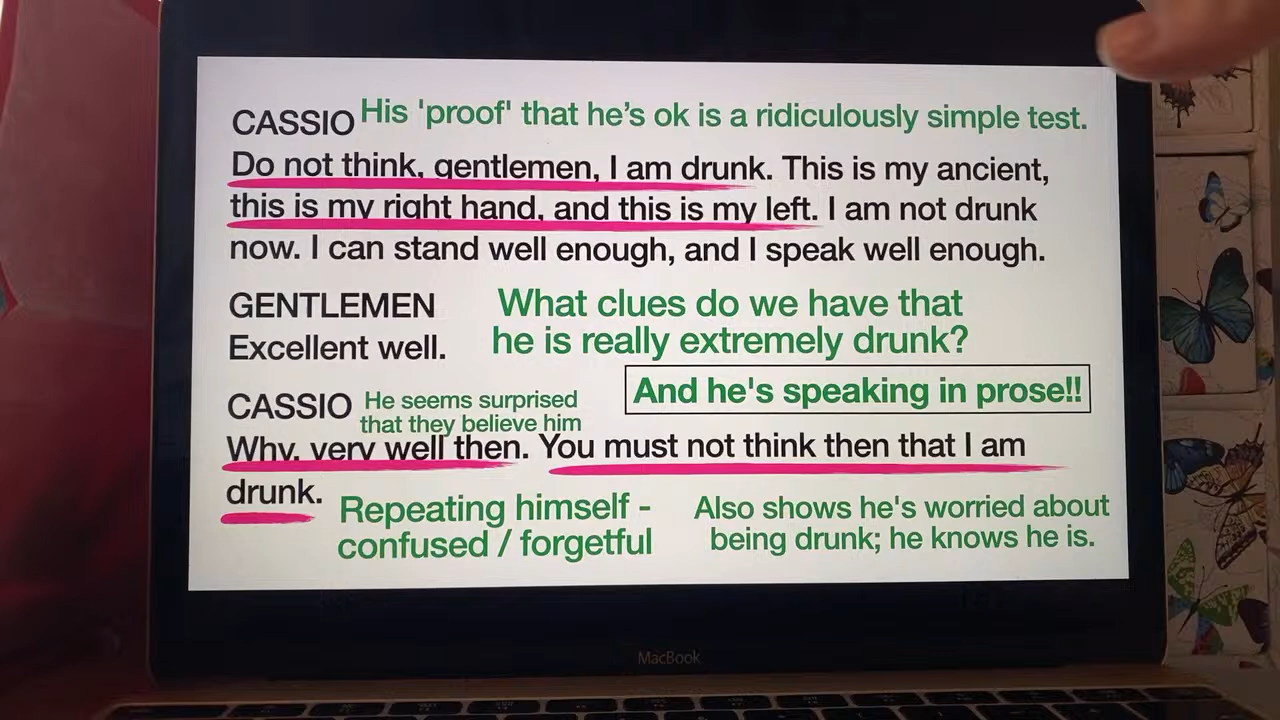 CASSIO His 'proof' that he's ok is a ridiculously simple test.
Do not think, gentlemen, I am drunk. This is my ancient,
this is my right hand, and this is my left. I am not drunk
now. I can stand well enough, and I speak well enough.
GENTLEMEN
Excellent well.
What clues do we have that
he is really extremely drunk?
And he's speaking in prose!!
CASSIO
He seems surprised
that they believe him
Why, very well then. You must not think then that I am
drunk.
Repeating himself -
confused / forgetful
Also shows he's worried about
being drunk; he knows he is.
MacBook